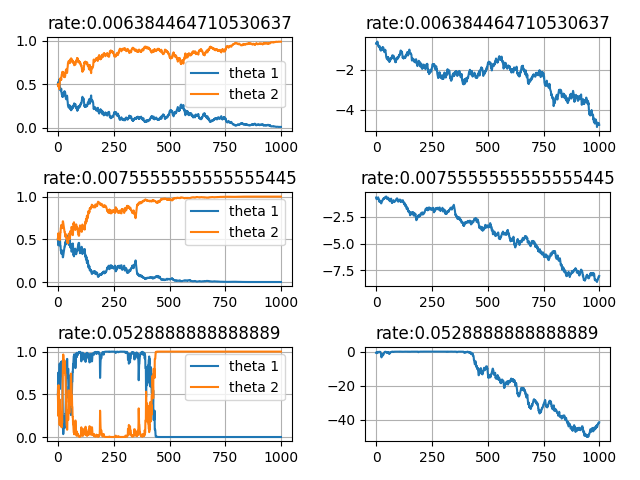 rate:0.006384464710530637
1.0
0.5
0.0
theta 1
theta 2
0 250 500 750 1000
rate:0.006384464710530637
−2
−4
0 250 500 750 1000
rate:0.0075555555555555445
1.0
0.5
0.0
theta 1
theta 2
0 250 500 750 1000
rate:0.0075555555555555445
−2.5
−5.0
−7.5
0 250 500 750 1000
rate:0.0528888888888889
1.0
0.5
0.0
theta 1
theta 2
0 250 500 750 1000
rate:0.0528888888888889
0
−20
−40
0 250 500 750 1000